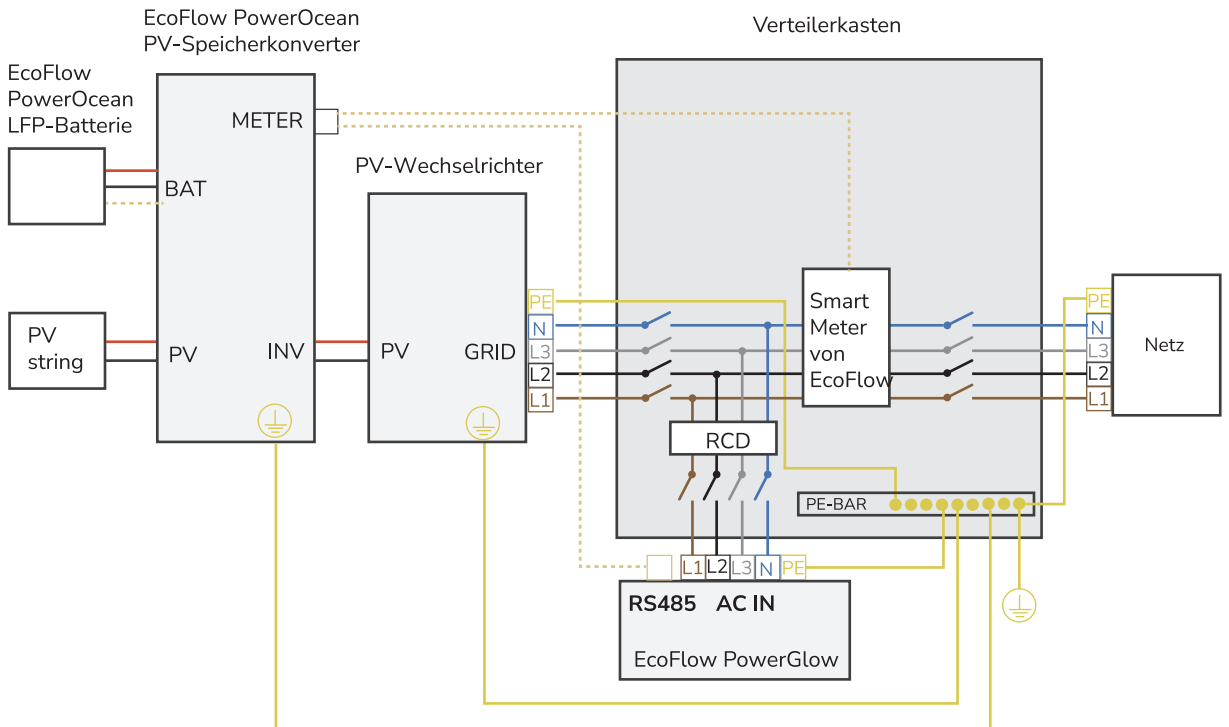 EcoFlow PowerOcean
PV-Speicherkonverter
Verteilerkasten
EcoFlow
PowerOcean
LFP-Batterie
METER
PV-Wechselrichter
BAT
PE
N
L3
L2
L1
Smart
Meter
von
EcoFlow
PE
N
L3
L2
L1
Netz
PV
string
PV
INV
PV
GRID
RCD
PE-BAR
L1
L2
L3
N
PE
RS485
AC IN
EcoFlow PowerGlow